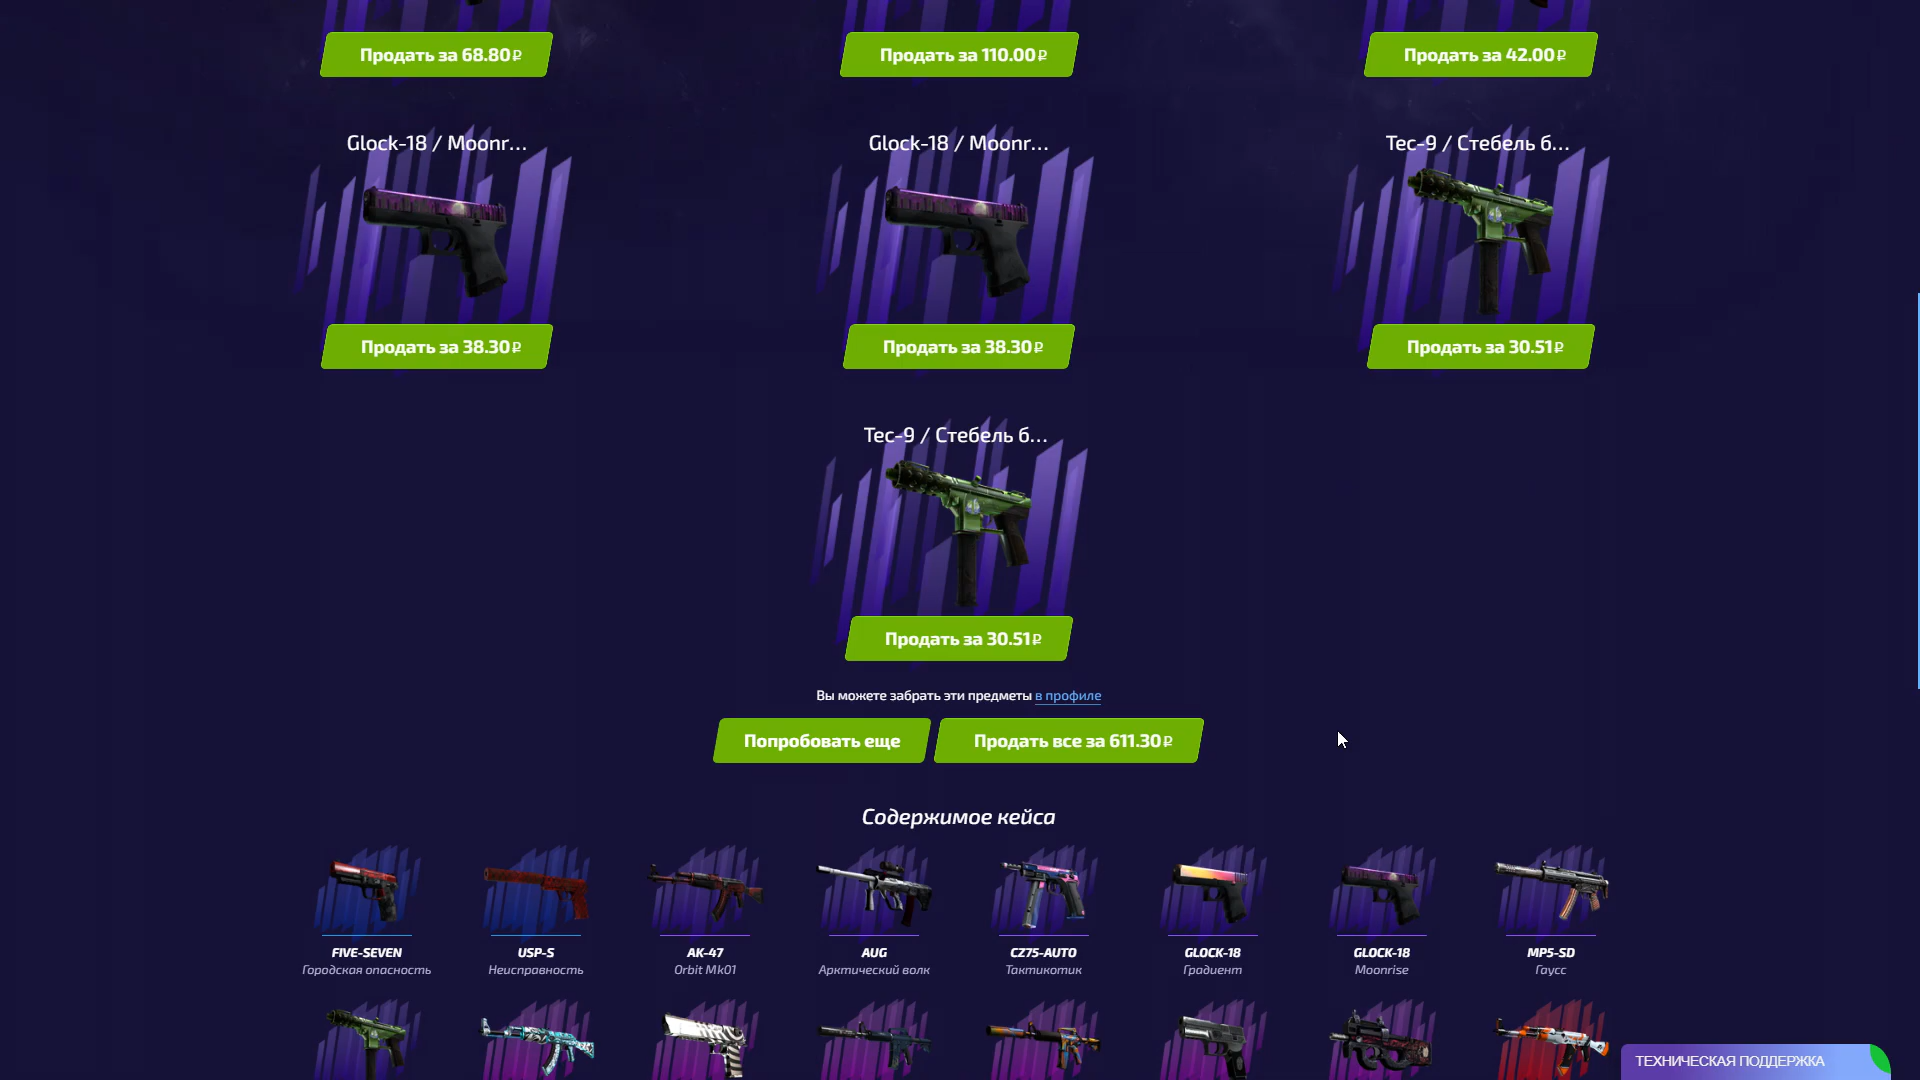 Продать за 68.80₽
Продать за 110.00₽
Продать за 42.00₽
Glock-18 / Moonr...
Glock-18 / Moonr...
Tec-9 / Стебель б...
Продать за 38.30₽
Продать за 38.30₽
Продать за 30.51₽
Tec-9 / Стебель б...
Продать за 30.51₽
Вы можете забрать эти предметы в профиле
Попробовать еще
Продать все за 611.30₽
Содержимое кейса
FIVE-SEVEN
Городская опасность
USP-S
Неисправность
AK-47
Orbit Mk01
AUG
Арктический волк
CZ75-AUTO
Тактикотик
GLOCK-18
Градиент
GLOCK-18
Moonrise
MP5-SD
Гаусс
ТЕХНИЧЕСКАЯ ПОДДЕРЖКА